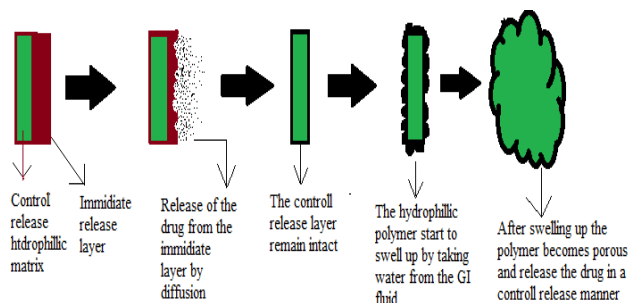 Control
release
htdrophillic
matrix
Immidiate
release
layer
Release of the
drug from the
immidiate
layer by
diffusion
The controll
release layer
remain intact
The hydrophillic
polymer start to
swell up by taking
water from the GI
fluid
After swelling up the
polymer becomes porous
and release the drug in a
controll release manner